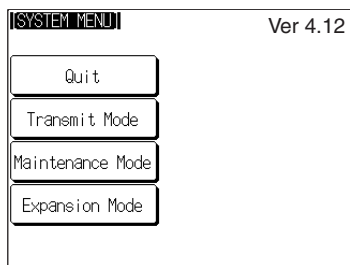 [SYSTEM MENU]
Ver 4.12
Quit
Transmit Mode
Maintenance Mode
Expansion Mode